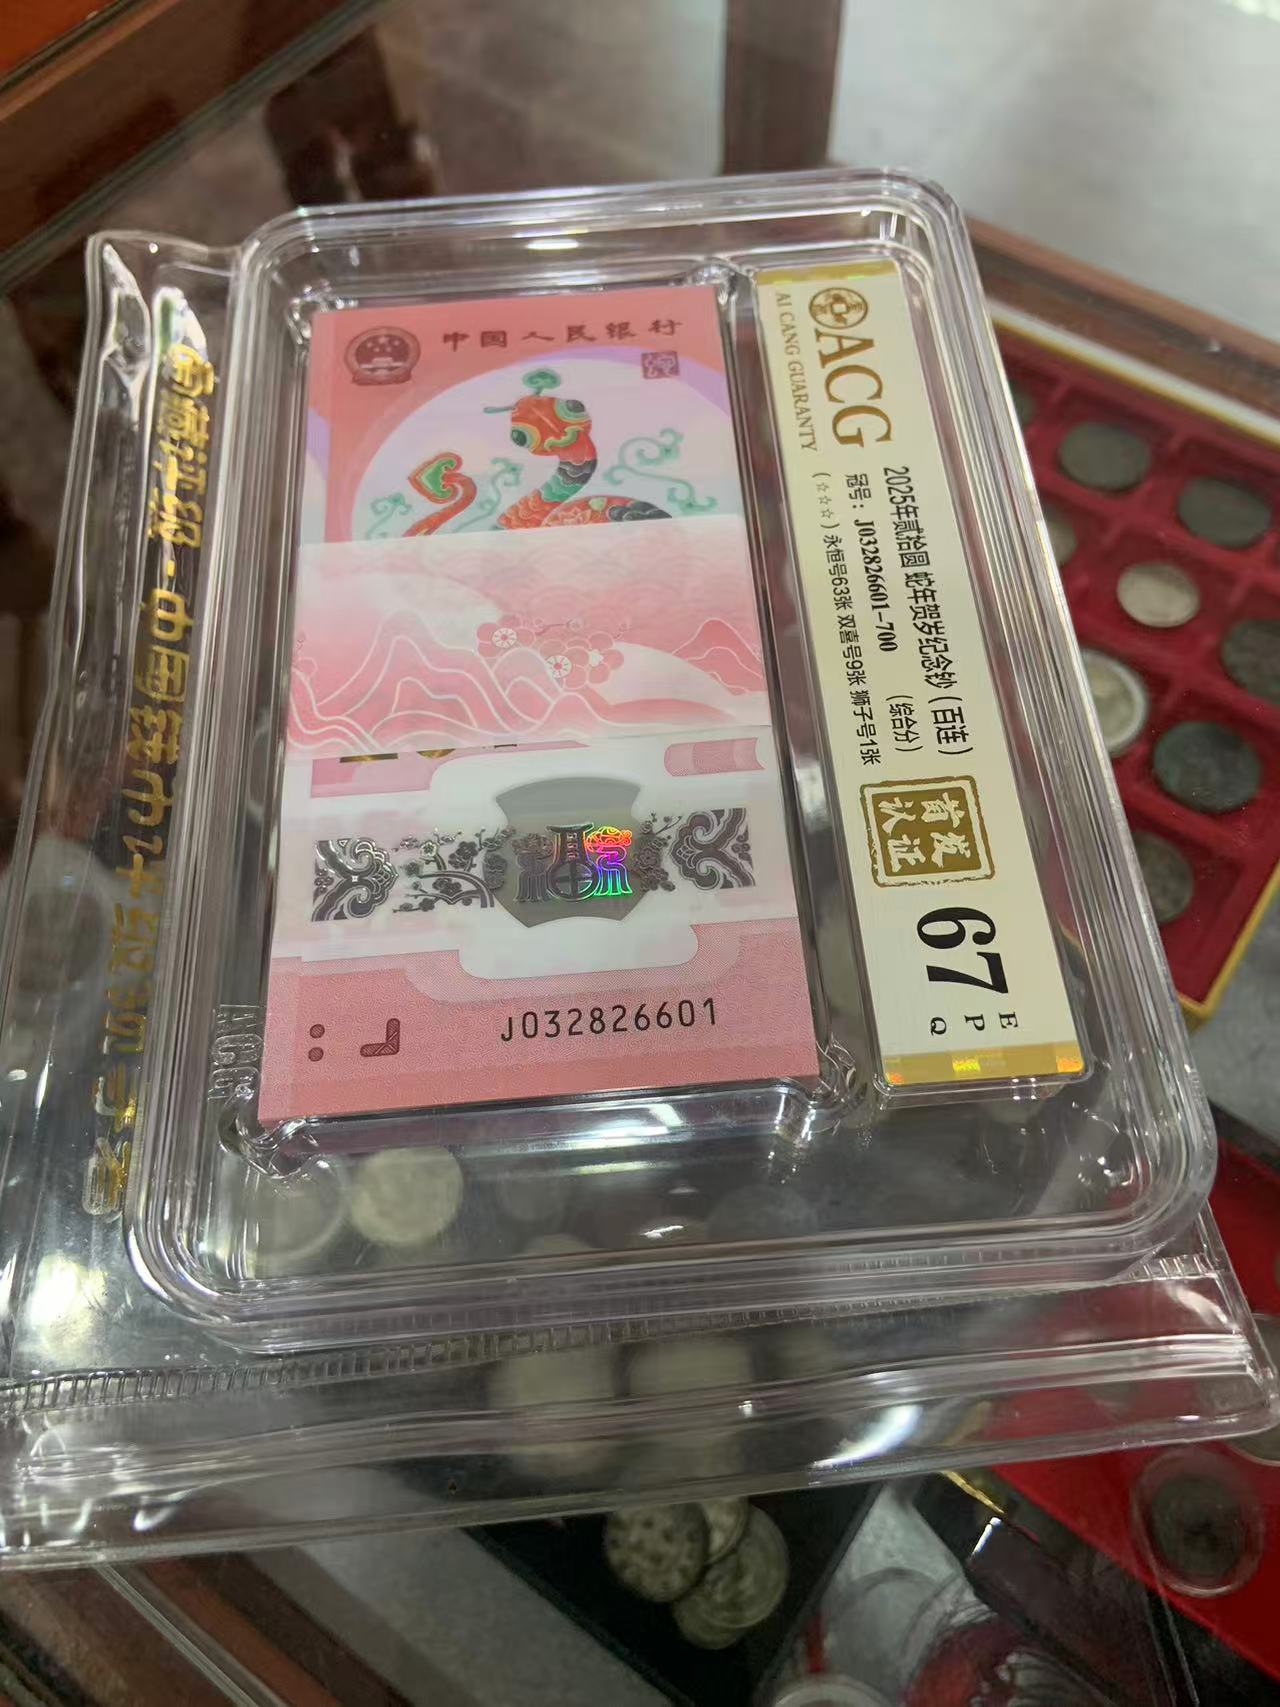 中国人民银行
J032826601
ACG
AI CANG GUARANTY
2025年贰拾圆 蛇年贺岁纪念钞（百连）
冠号：J032826601-700 （综合分）
（☆☆☆）永恒号63张 双喜号9张 狮子号1张
首发
认证
67
E
P
Q
ACG